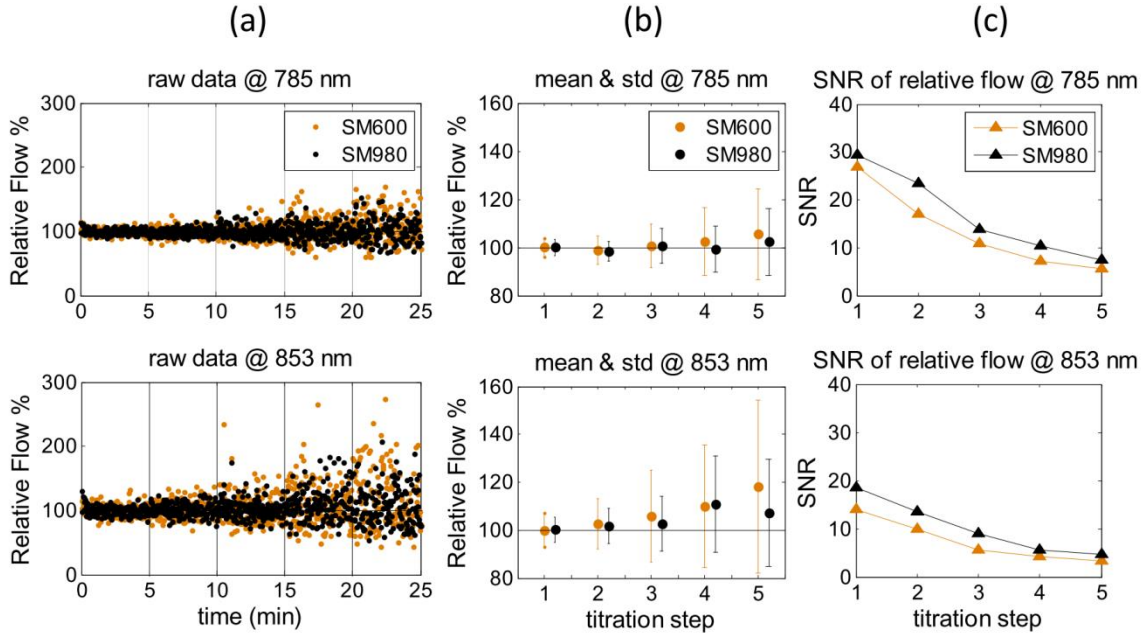 (a)
(b)
(c)
raw data @ 785 nm
mean & std @ 785 nm
SNR of relative flow @ 785 nm
Relative Flow %
300
200
100
0
SM600
SM980
0 5 10 15 20 25
Relative Flow %
160
140
120
100
80
SM600
SM980
1 2 3 4 5
SNR
40
30
20
10
0
SM600
SM980
1 2 3 4 5
raw data @ 853 nm
mean & std @ 853 nm
SNR of relative flow @ 853 nm
Relative Flow %
300
200
100
0
0 5 10 15 20 25
time (min)
Relative Flow %
160
140
120
100
80
1 2 3 4 5
titration step
SNR
40
30
20
10
0
1 2 3 4 5
titration step